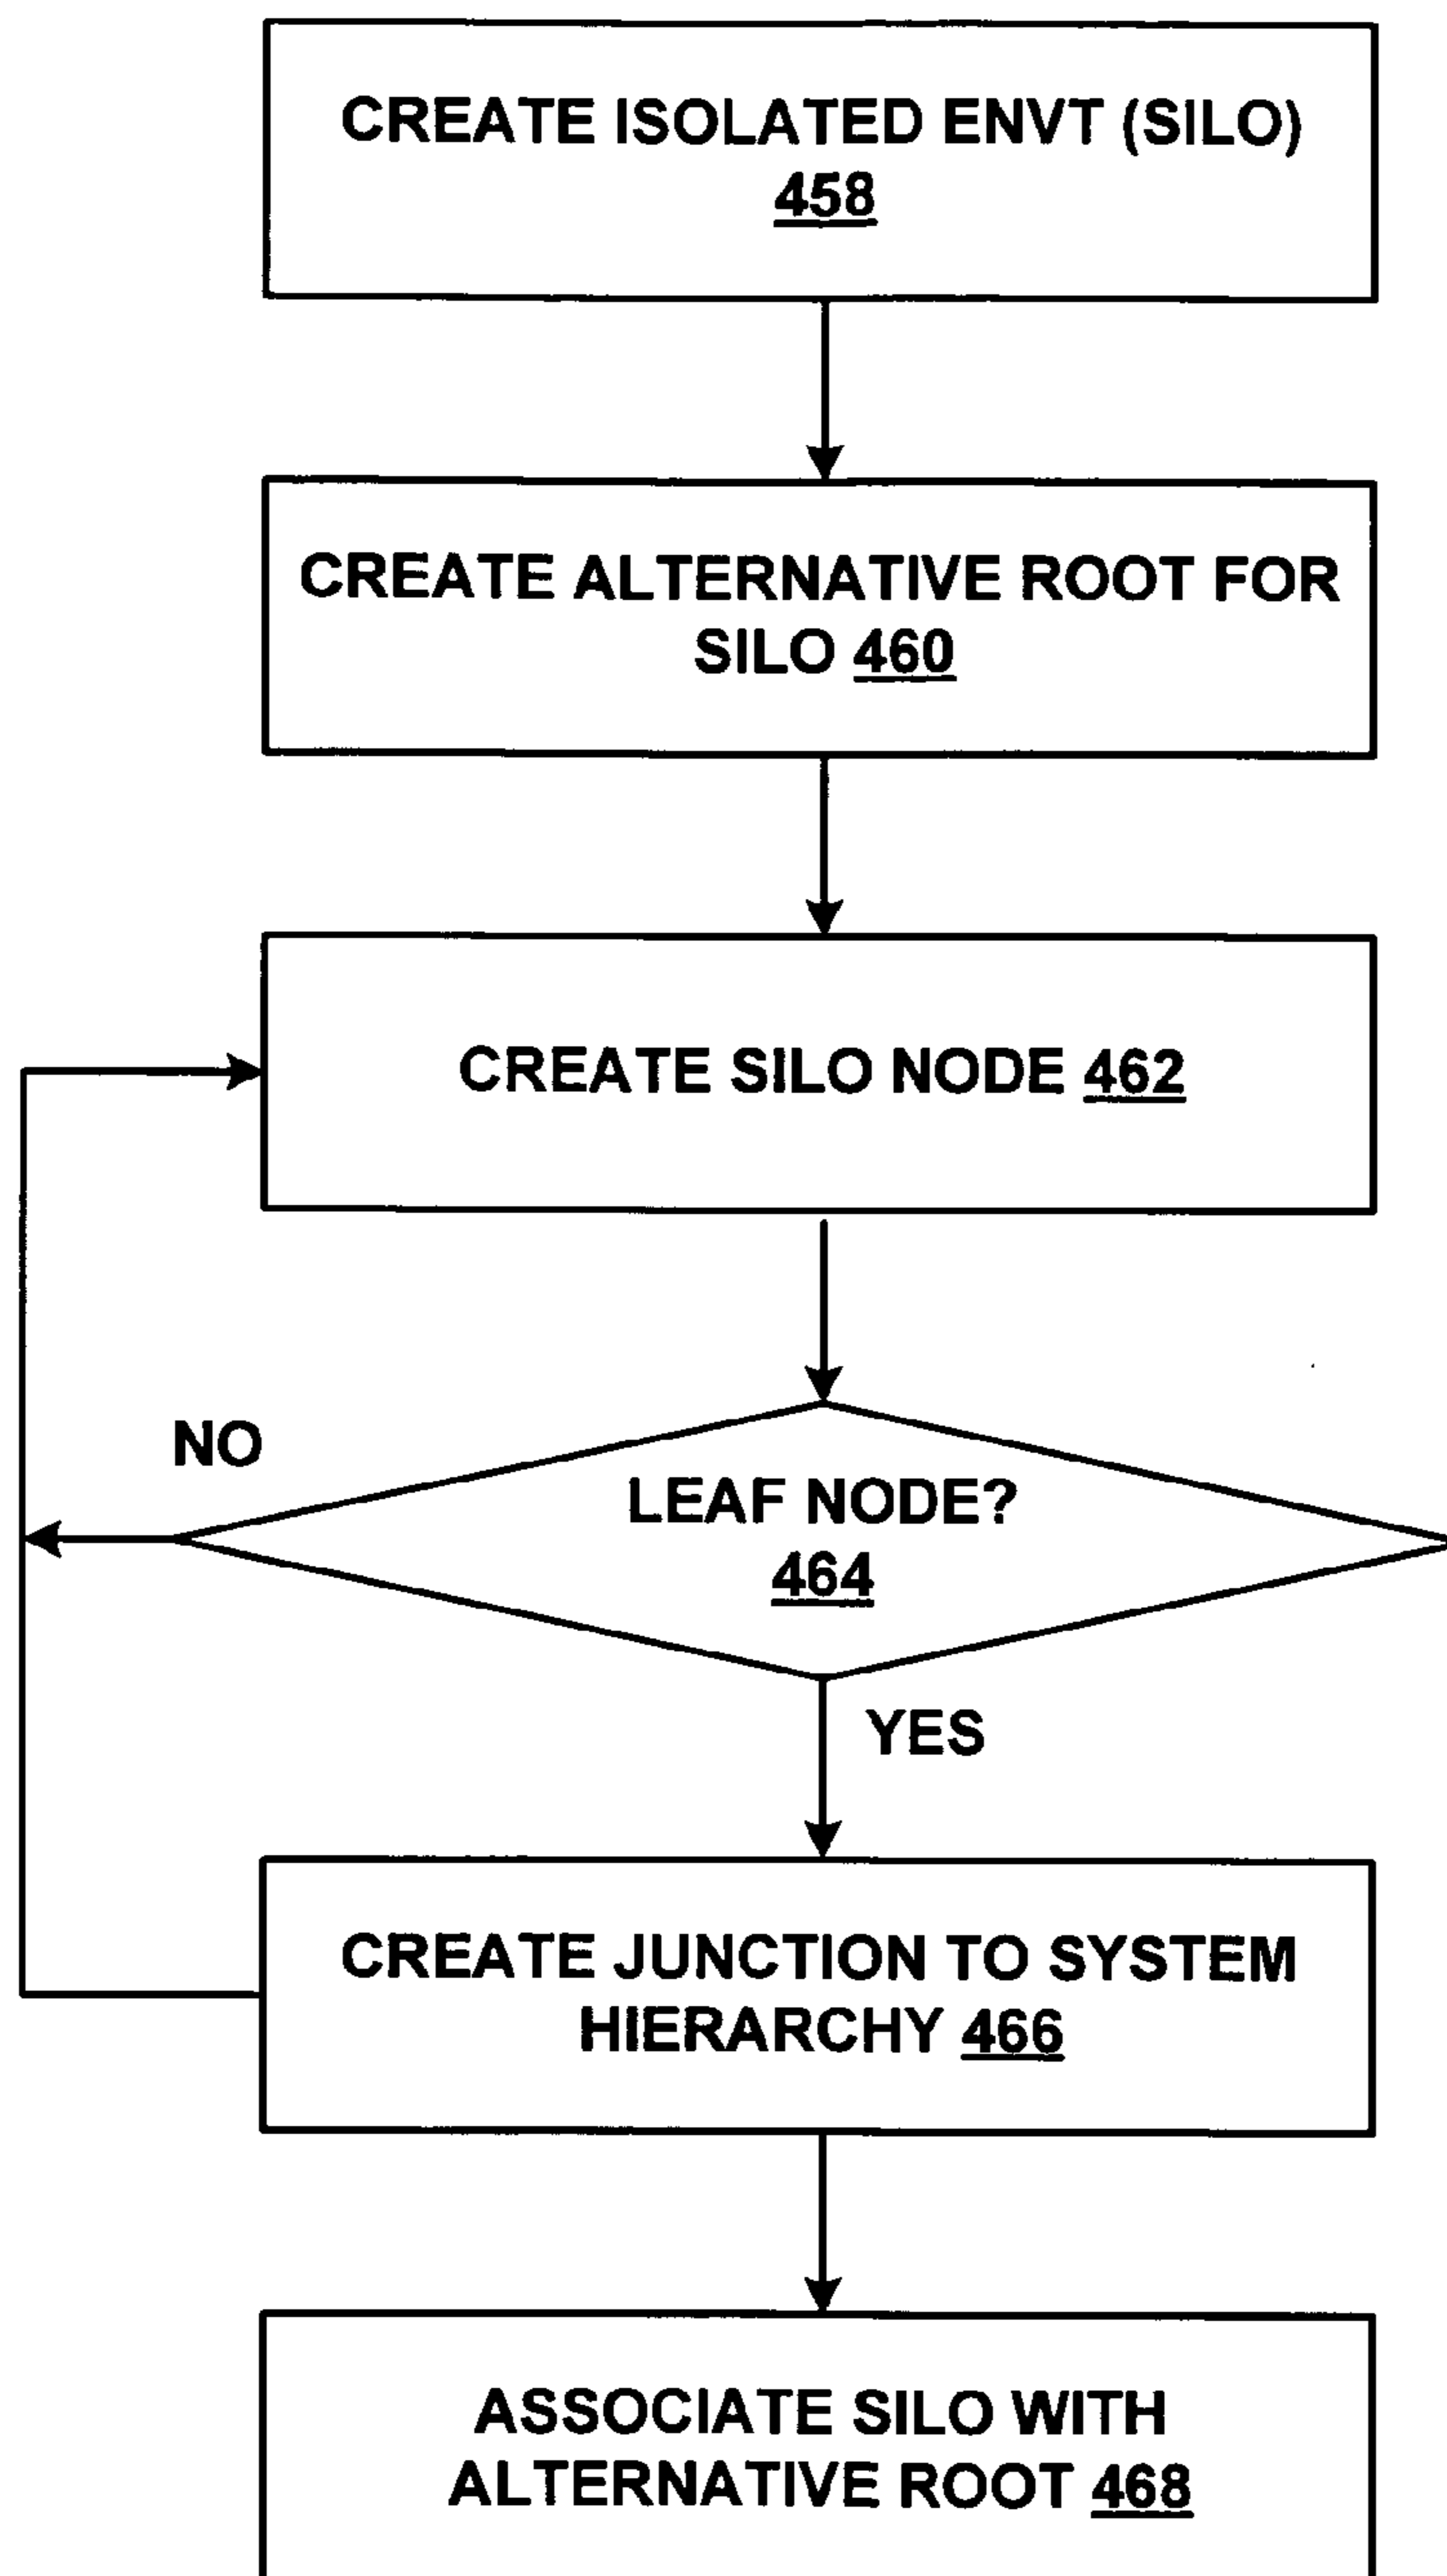 CREATE ISOLATED ENVT (SILO)
458
CREATE ALTERNATIVE ROOT FOR
SILO 460
CREATE SILO NODE 462
NO
LEAF NODE?
464
YES
CREATE JUNCTION TO SYSTEM
HIERARCHY 466
ASSOCIATE SILO WITH
ALTERNATIVE ROOT 468